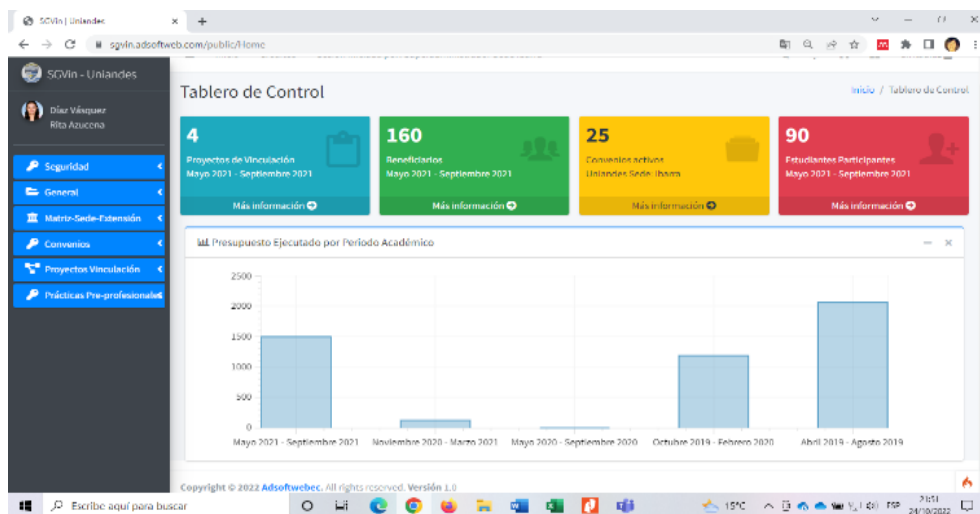 SGVin | Uniandes
sgvin.adsoftweb.com/public/Home
SGVin - Uniandes
Díaz Vásquez
Rita Azucena
Seguridad
General
Matriz-Sede-Extensión
Convenios
Proyectos Vinculación
Prácticas Pre-profesionales
Tablero de Control
Inicio / Tablero de Control
4
Proyectos de Vinculación
Mayo 2021 - Septiembre 2021
Más información
160
Beneficiarios
Mayo 2021 - Septiembre 2021
Más información
25
Convenios activos
Uniandes Sede: Ibarra
Más información
90
Estudiantes Participantes
Mayo 2021 - Septiembre 2021
Más información
Presupuesto Ejecutado por Periodo Académico
2500
2000
1500
1000
500
0
Mayo 2021 - Septiembre 2021
Noviembre 2020 - Marzo 2021
Mayo 2020 - Septiembre 2020
Octubre 2019 - Febrero 2020
Abril 2019 - Agosto 2019
Copyright © 2022 Adsoftwebec. All rights reserved. Versión 1.0
Escribe aquí para buscar
15°C
ESP
21:51
24/10/2022